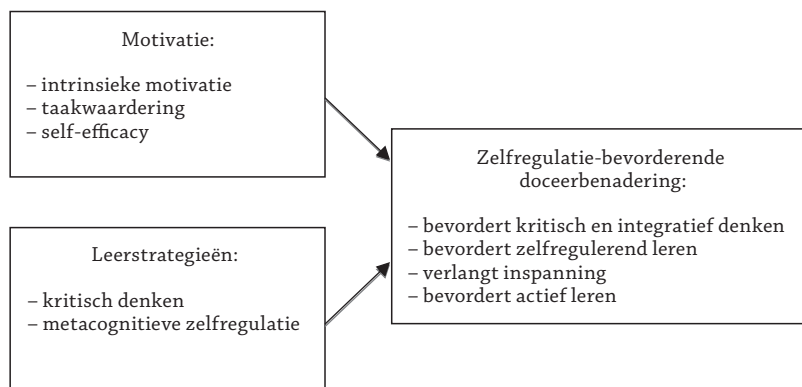 Motivatie:
– intrinsieke motivatie
– taakwaardering
– self-efficacy
Leerstrategieën:
– kritisch denken
– metacognitieve zelfregulatie
Zelfregulatie-bevorderende
doceerbenadering:
– bevordert kritisch en integratief denken
– bevordert zelfregulerend leren
– verlangt inspanning
– bevordert actief leren